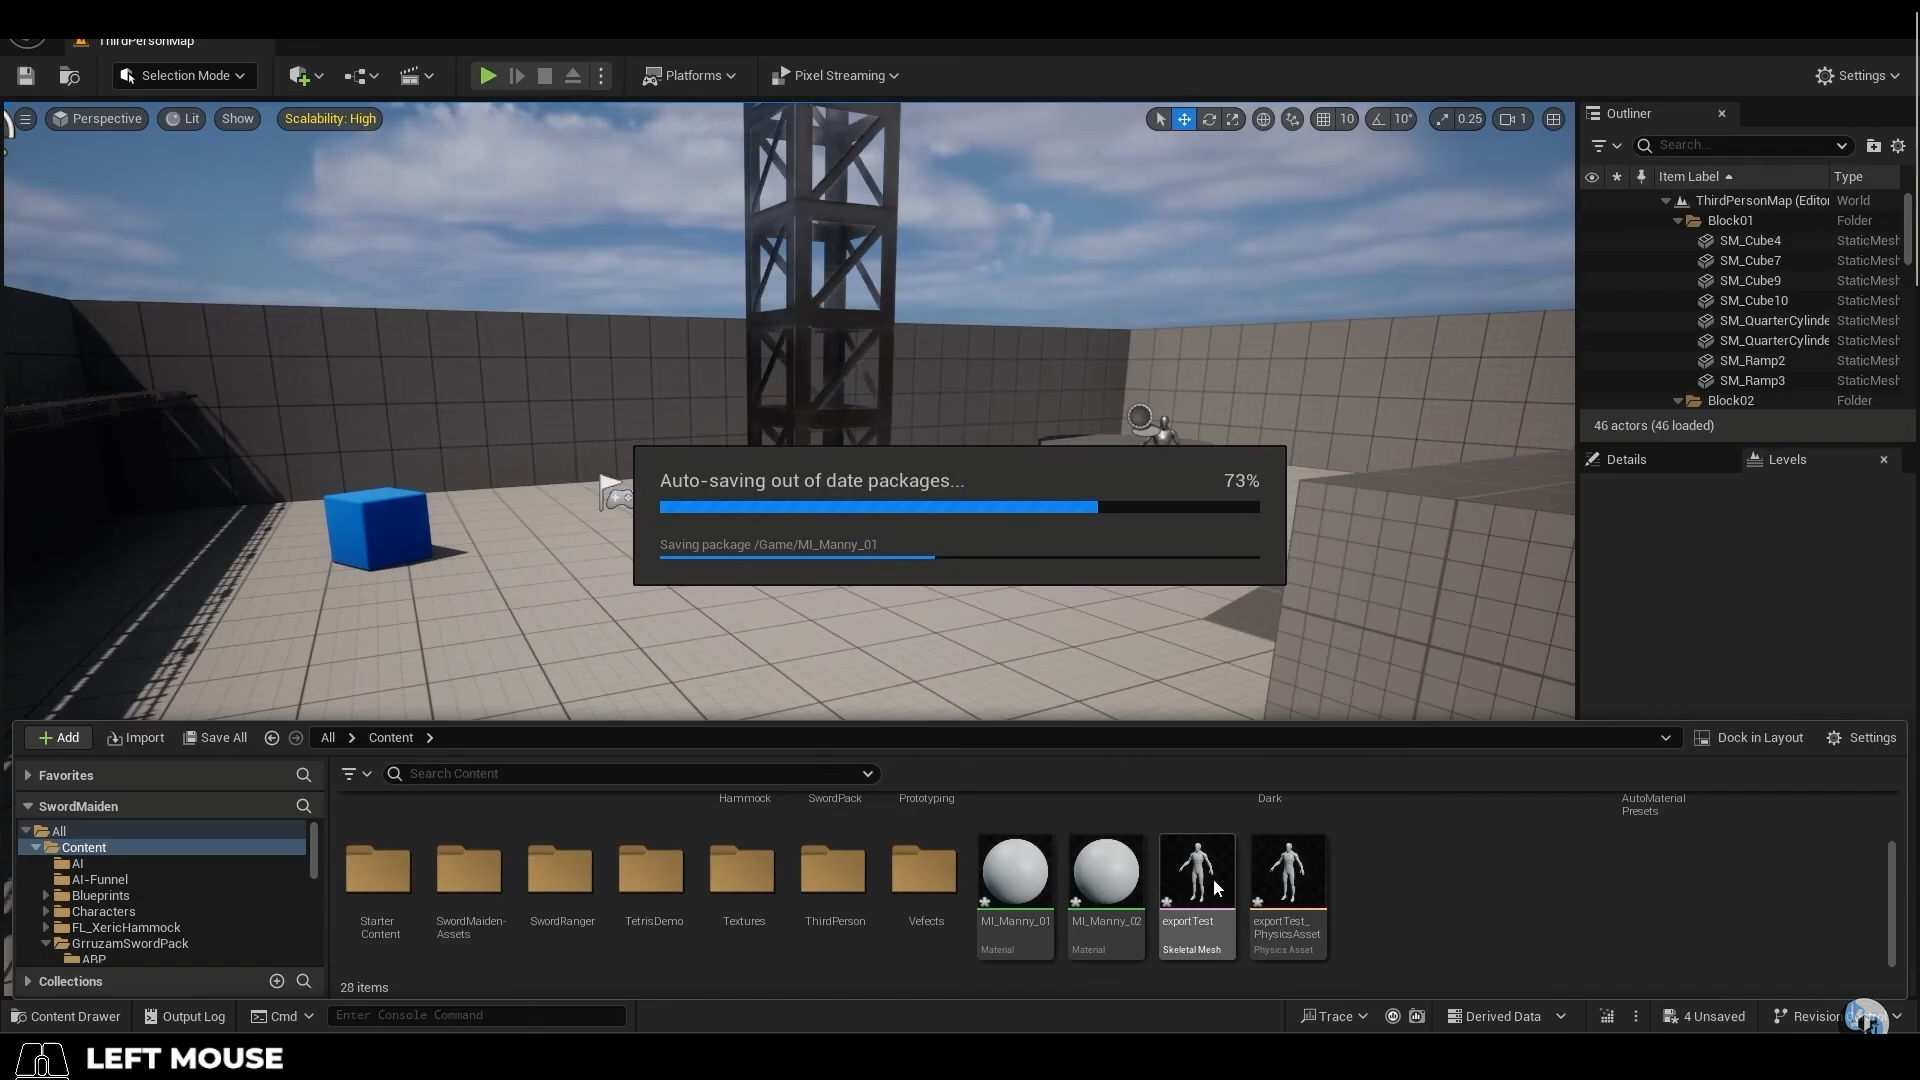 ThirdPersonMap
Selection Mode
Platforms
Pixel Streaming
Settings
Perspective
Lit
Show
Scalability: High
10
10°
0.25
1
Outliner
Search...
Item Label
Type
ThirdPersonMap (Editor
World
Block01
Folder
SM_Cube4
StaticMesh
SM_Cube7
StaticMesh
SM_Cube9
StaticMesh
SM_Cube10
StaticMesh
SM_QuarterCylinde
StaticMesh
SM_QuarterCylinde
StaticMesh
SM_Ramp2
StaticMesh
SM_Ramp3
StaticMesh
Block02
Folder
46 actors (46 loaded)
Details
Levels
Auto-saving out of date packages...
73%
Saving package /Game/MI_Manny_01
Add
Import
Save All
All
Content
Dock in Layout
Settings
Favorites
Search Content
SwordMaiden
All
Content
AI
AI-Funnel
Blueprints
Characters
FL_XericHammock
GrruzamSwordPack
ABP
Collections
Hammock
SwordPack
Prototyping
Dark
AutoMaterial
Presets
Starter
Content
SwordMaiden-
Assets
SwordRanger
TetrisDemo
Textures
ThirdPerson
Vefects
MI_Manny_01
Material
MI_Manny_02
Material
exportTest
Skeletal Mesh
exportTest_
PhysicsAsset
Physics Asset
28 items
Content Drawer
Output Log
Cmd
Enter Console Command
Trace
Derived Data
4 Unsaved
Revision
LEFT MOUSE